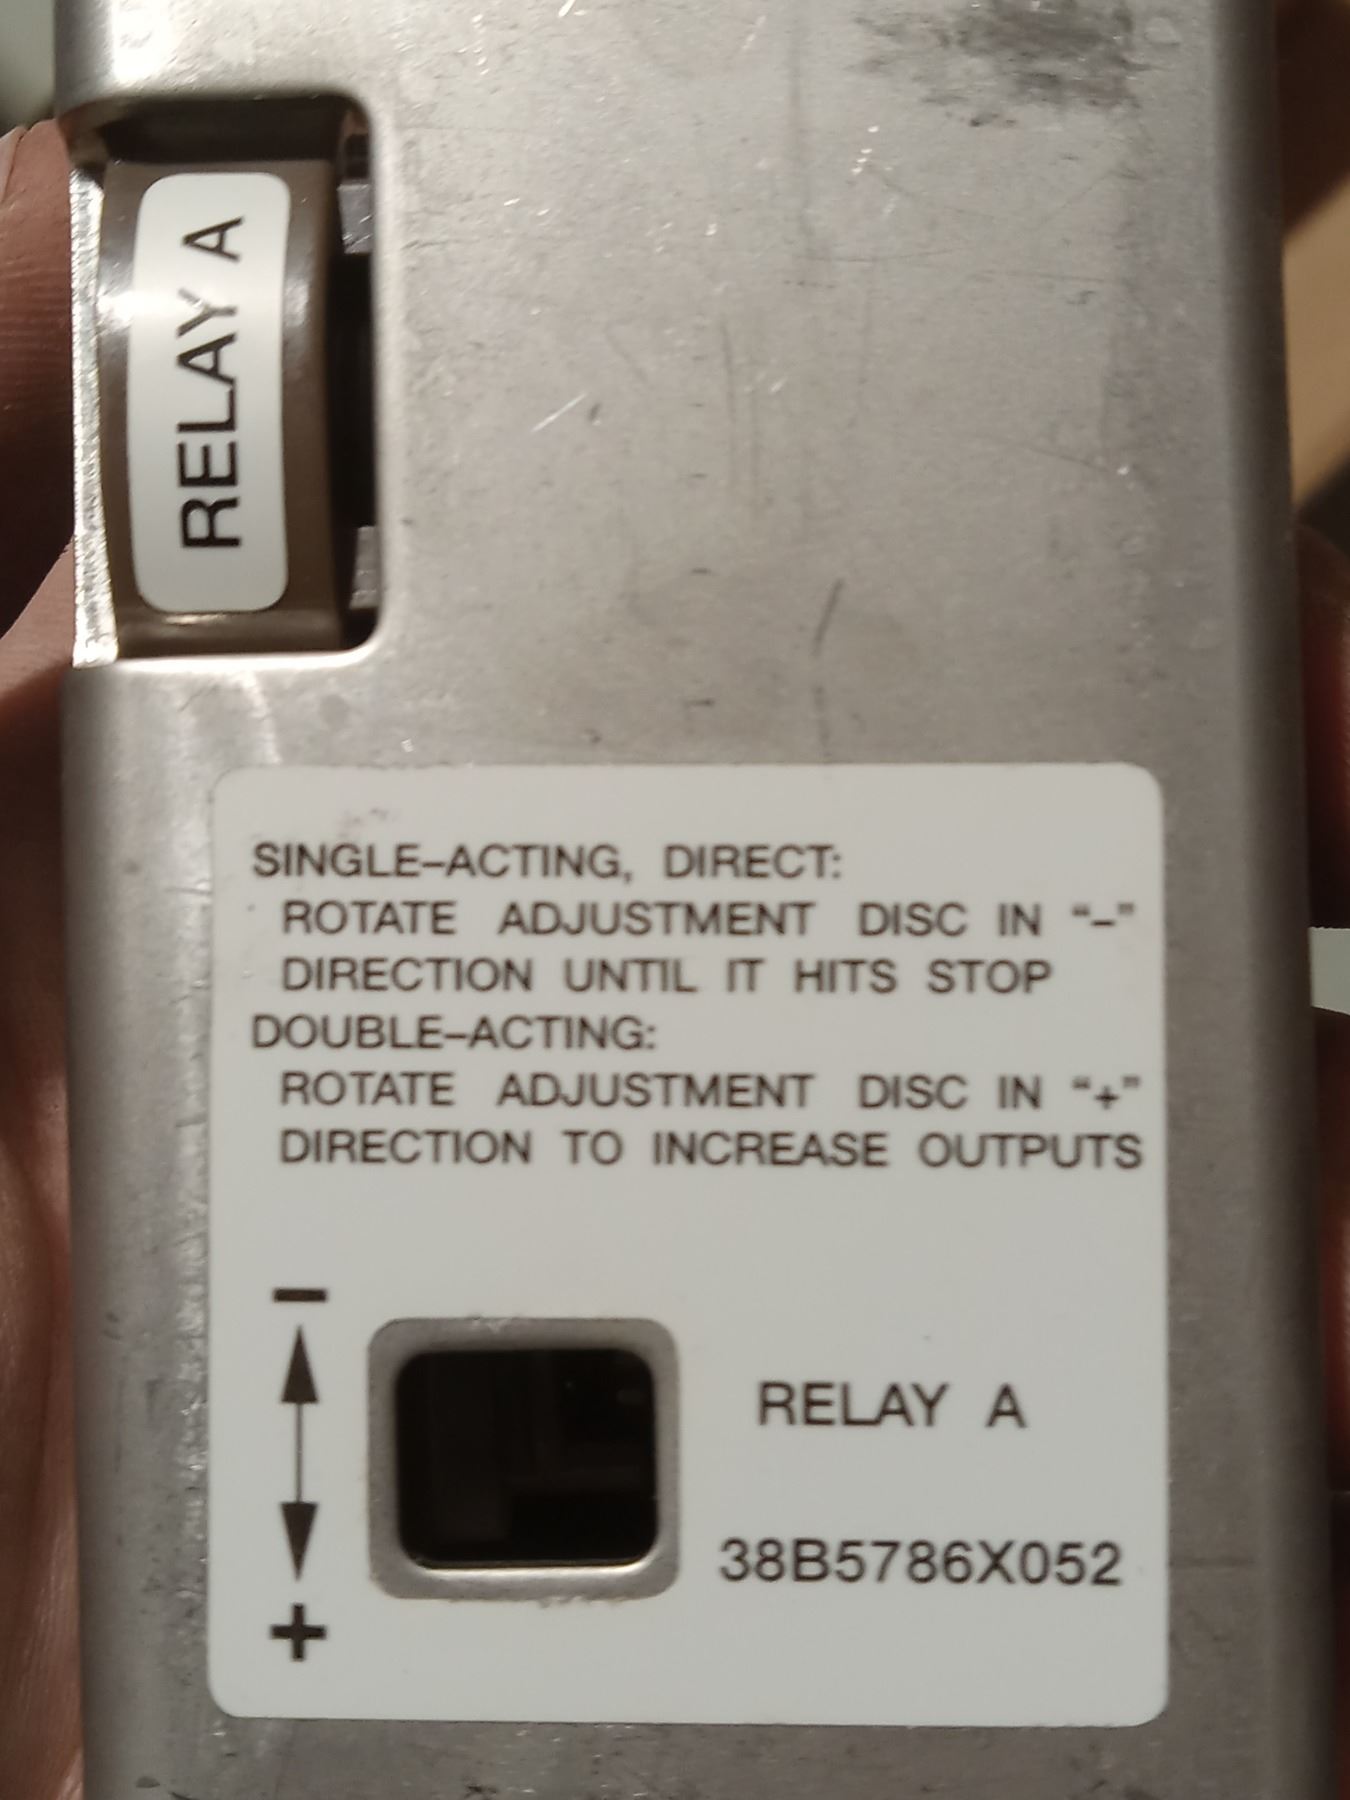 RELAY A
SINGLE–ACTING, DIRECT:
ROTATE ADJUSTMENT DISC IN “–”
DIRECTION UNTIL IT HITS STOP
DOUBLE–ACTING:
ROTATE ADJUSTMENT DISC IN “+”
DIRECTION TO INCREASE OUTPUTS
–
RELAY A
38B5786X052
+